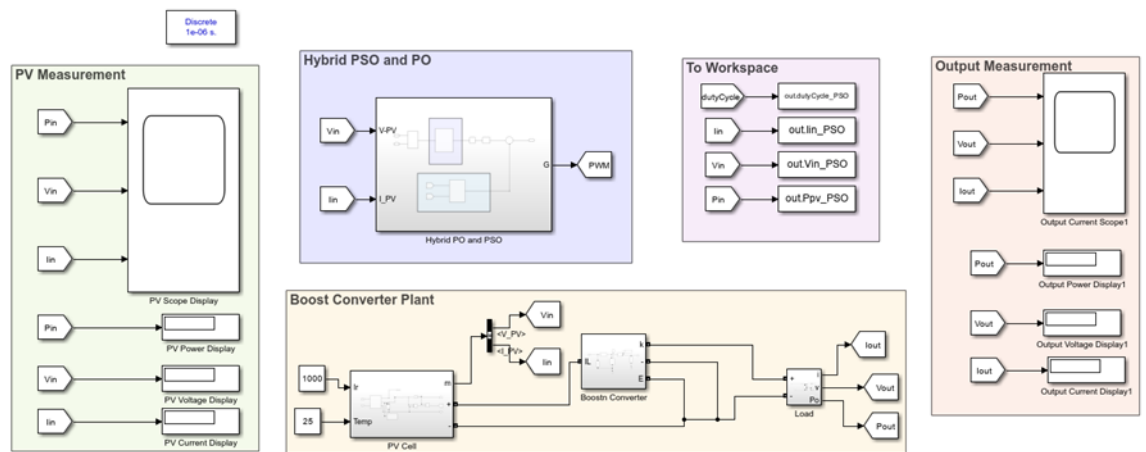 Discrete
1e-06 s.
PV Measurement
Pin
Vin
Iin
PV Scope Display
Pin
PV Power Display
Vin
PV Voltage Display
Iin
PV Current Display
Hybrid PSO and PO
Vin
V-PV
Iin
I_PV
G
PWM
Hybrid PO and PSO
To Workspace
dutyCycle
out.dutyCycle_PSO
Iin
out.Iin_PSO
Vin
out.Vin_PSO
Pin
out.Ppv_PSO
Output Measurement
Pout
Vout
Iout
Output Current Scope1
Pout
Output Power Display1
Vout
Output Voltage Display1
Iout
Output Current Display1
Boost Converter Plant
1000
Ir
25
Temp
m
+
-
PV Cell
<V_PV>
<I_PV>
Vin
Iin
IL
k
-
E
Boostn Converter
+
-
i
v
Po
Load
Iout
Vout
Pout